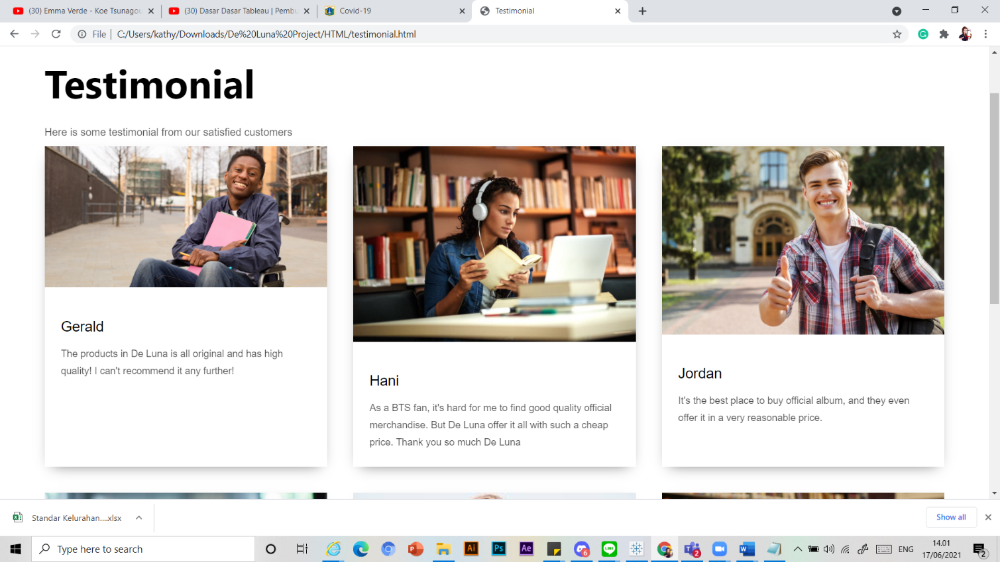 (30) Emma Verde - Koe Tsunagou
(30) Dasar Dasar Tableau | Pembu
Covid-19
Testimonial
File
C:/Users/kathy/Downloads/De%20Luna%20Project/HTML/testimonial.html
Testimonial
Here is some testimonial from our satisfied customers
Gerald
The products in De Luna is all original and has high
quality! I can't recommend it any further!
Hani
As a BTS fan, it's hard for me to find good quality official
merchandise. But De Luna offer it all with such a cheap
price. Thank you so much De Luna
Jordan
It's the best place to buy official album, and they even
offer it in a very reasonable price.
Standar Kelurahan....xlsx
Show all
Type here to search
Ai
Ps
Ae
6
LINE
2
W
ENG
14.01
17/06/2021
2